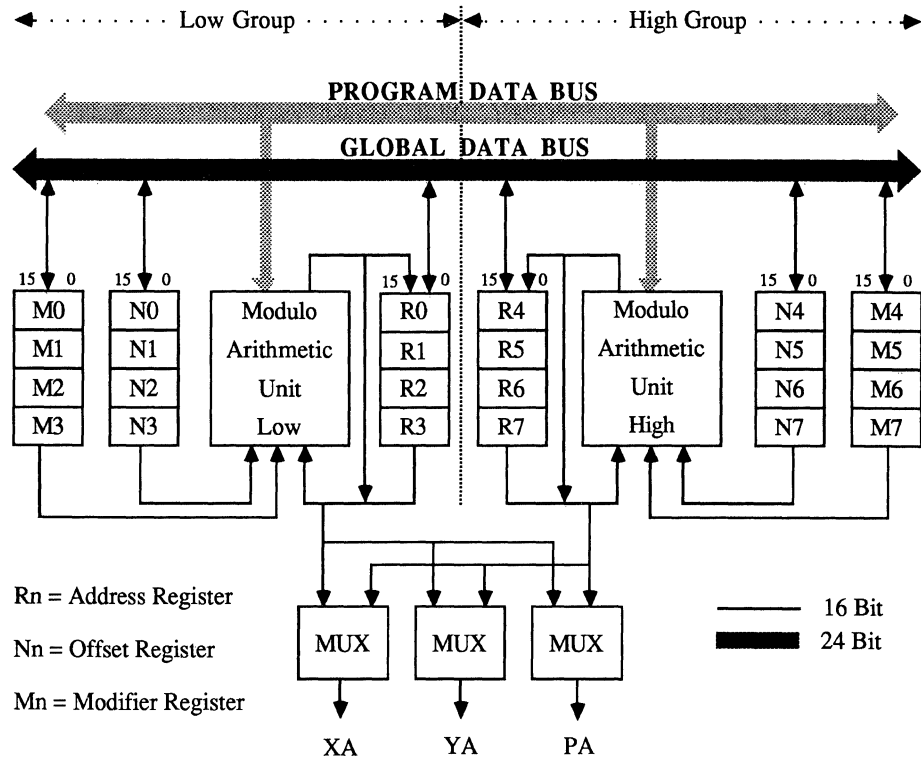 Low Group
High Group
PROGRAM DATA BUS
GLOBAL DATA BUS
15 0
15 0
15 0
15 0
15 0
15 0
M0
M1
M2
M3
N0
N1
N2
N3
Modulo
Arithmetic
Unit
Low
R0
R1
R2
R3
R4
R5
R6
R7
Modulo
Arithmetic
Unit
High
N4
N5
N6
N7
M4
M5
M6
M7
Rn = Address Register
Nn = Offset Register
Mn = Modifier Register
MUX
MUX
MUX
16 Bit
24 Bit
XA
YA
PA